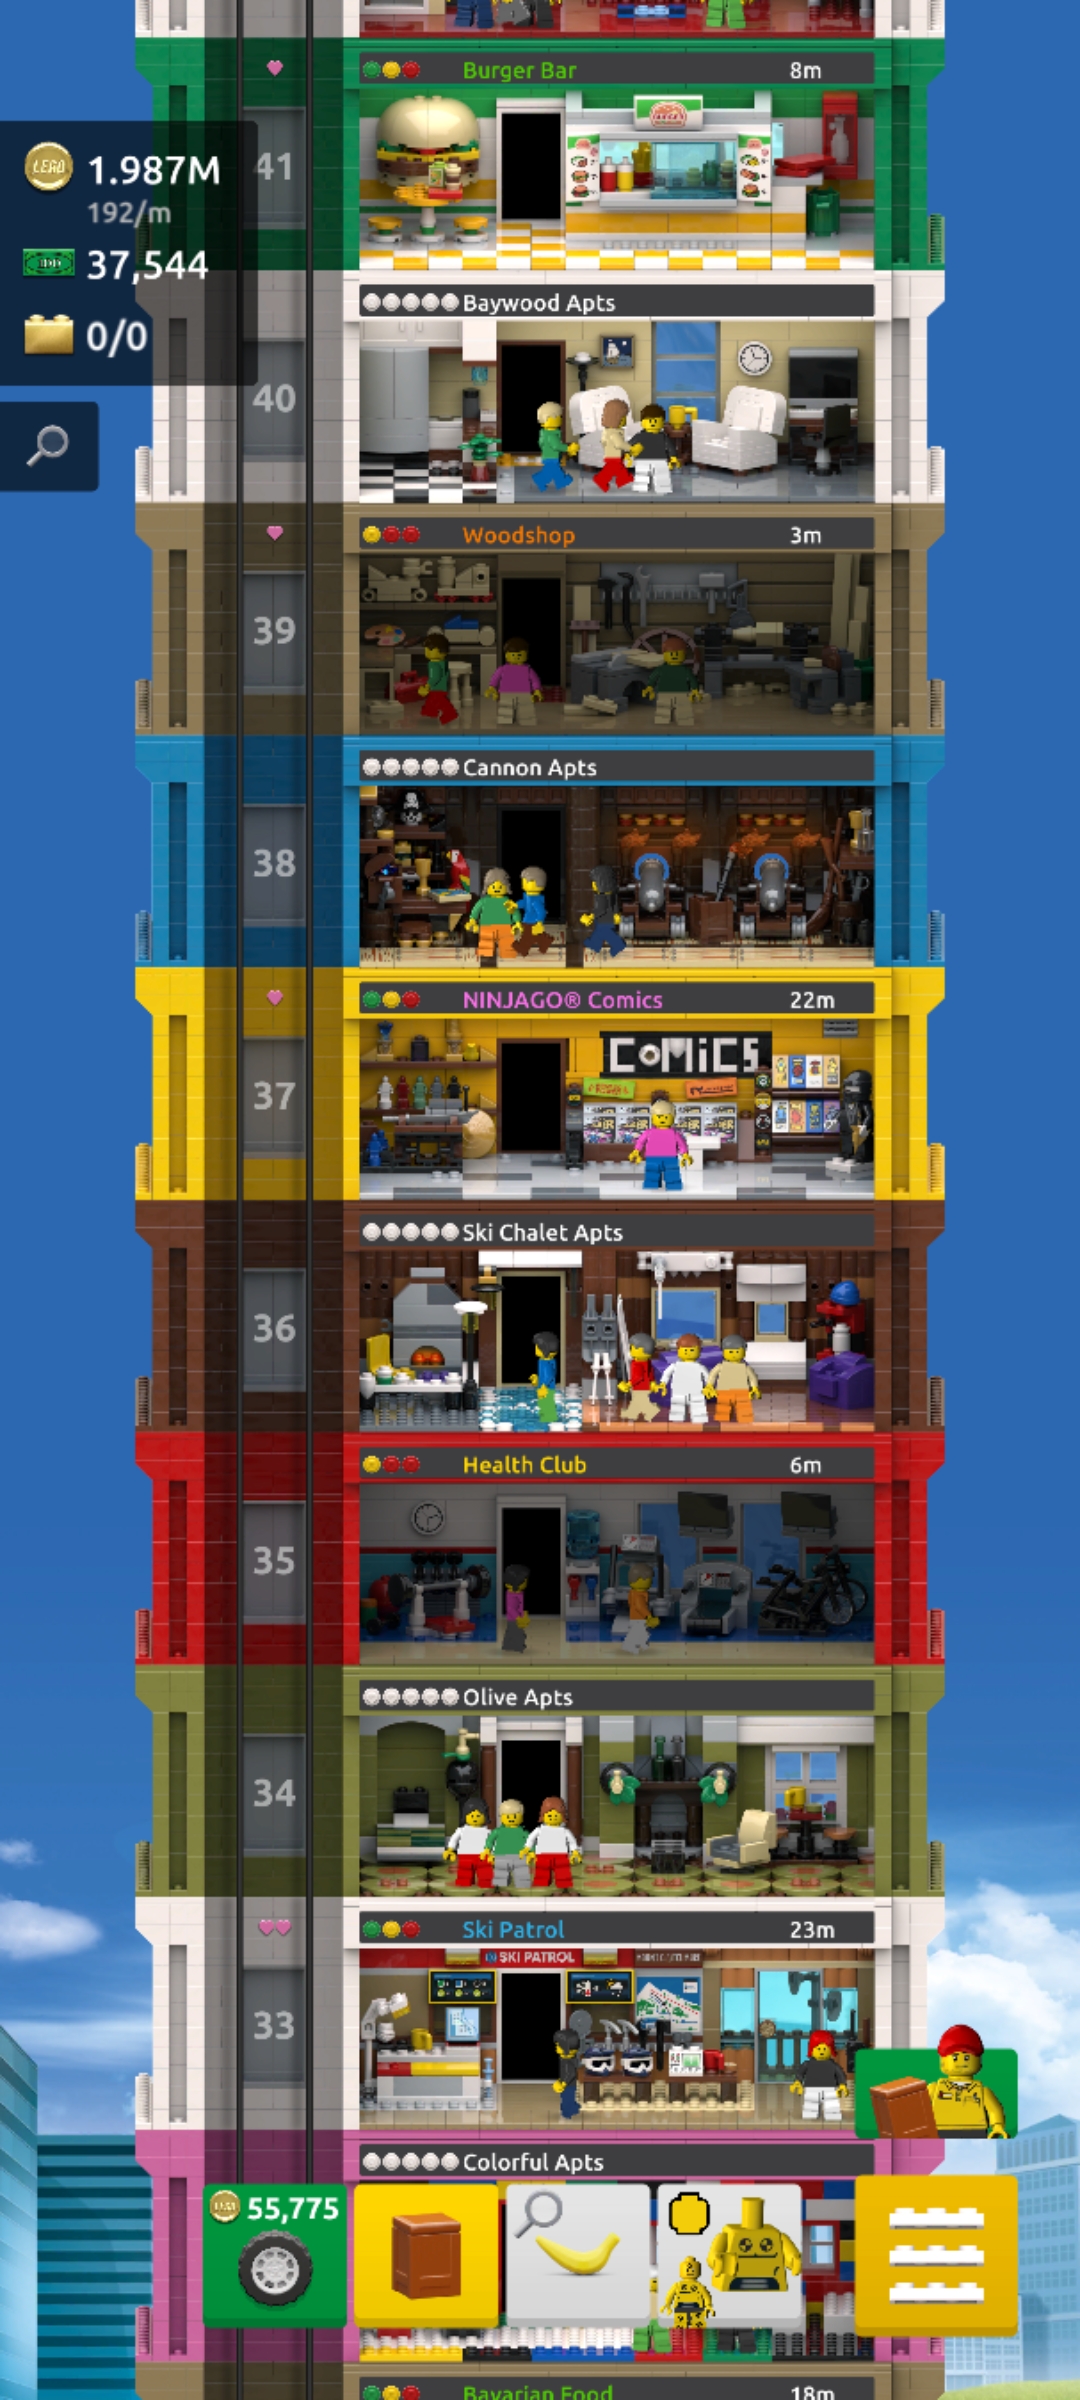 Burger Bar 8m
41
LEGO 1.987M
192/m
37,544
0/0
Baywood Apts
40
Woodshop 3m
39
Cannon Apts
38
NINJAGO® Comics 22m
COMiCS
37
Ski Chalet Apts
36
Health Club 6m
35
Olive Apts
34
Ski Patrol 23m
SKI PATROL
33
Colorful Apts
55,775
Bavarian Food 18m